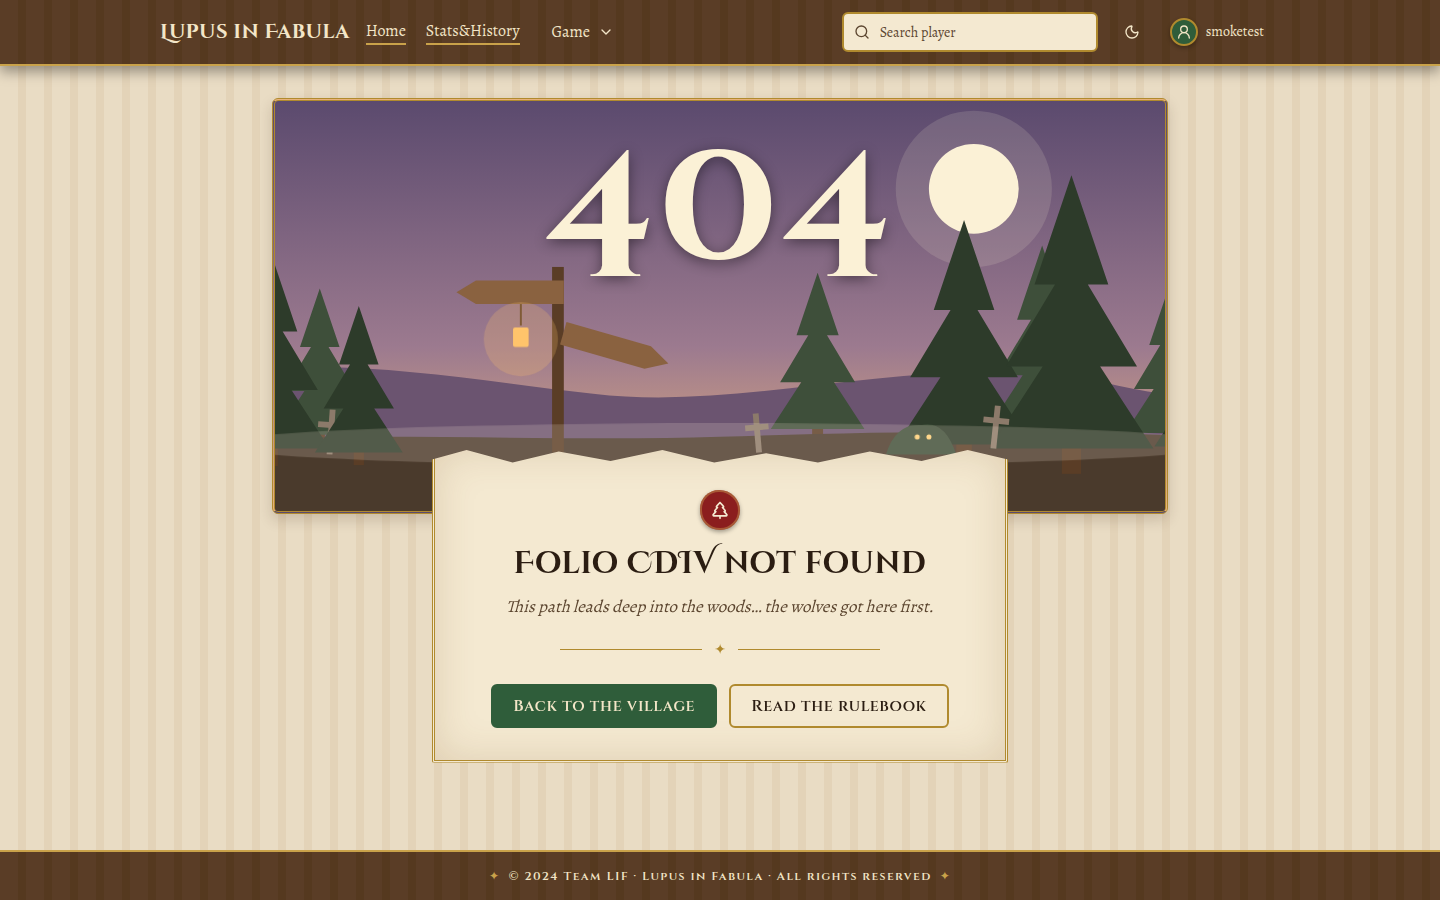 Lupus in Fabula Home Stats&History Game Search player smoketest
404
Folio CDIV not found
This path leads deep into the woods... the wolves got here first.
Back to the village Read the rulebook
© 2024 Team LIF · Lupus in Fabula · All rights reserved